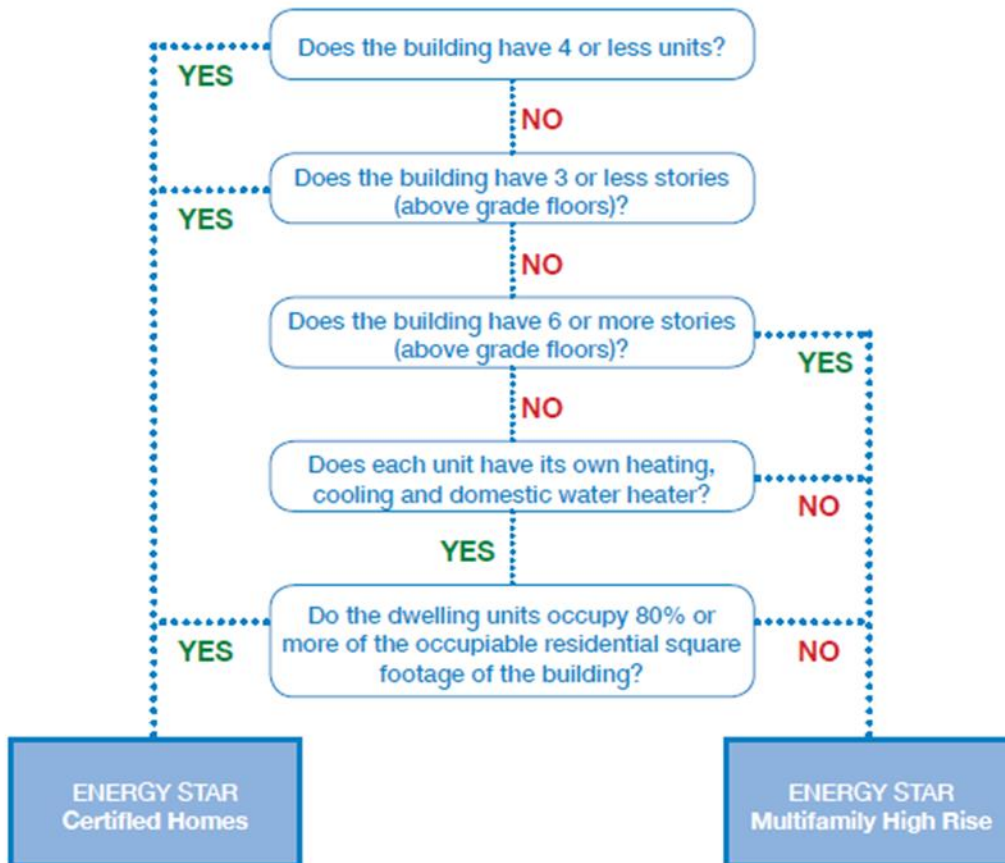 Does the building have 4 or less units?
YES
NO
Does the building have 3 or less stories
(above grade floors)?
YES
NO
Does the building have 6 or more stories
(above grade floors)?
YES
NO
Does each unit have its own heating,
cooling and domestic water heater?
NO
YES
Do the dwelling units occupy 80% or
more of the occupiable residential square
footage of the building?
YES
NO
ENERGY STAR
Certified Homes
ENERGY STAR
Multifamily High Rise